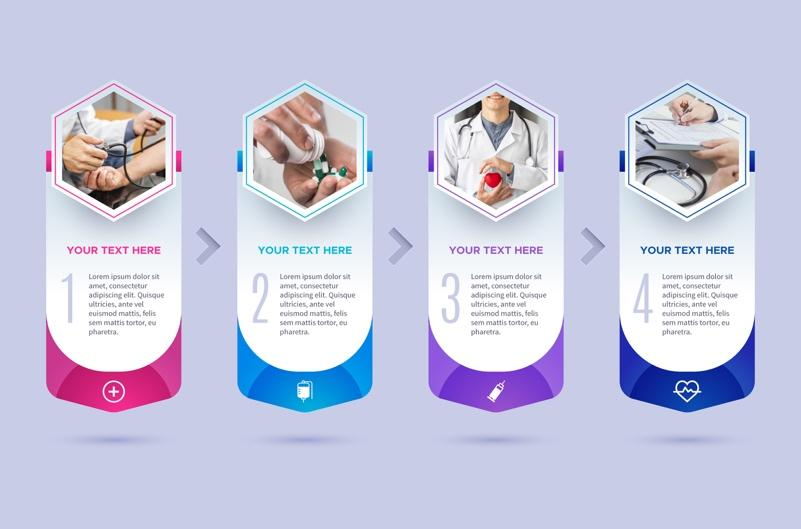 YOUR TEXT HERE
1
Lorem ipsum dolor sit
amet, consectetur
adipiscing elit. Quisque
ultricies, ante vel
euismod mattis, felis
sem mattis tortor, eu
pharetra.
YOUR TEXT HERE
2
Lorem ipsum dolor sit
amet, consectetur
adipiscing elit. Quisque
ultricies, ante vel
euismod mattis, felis
sem mattis tortor, eu
pharetra.
YOUR TEXT HERE
3
Lorem ipsum dolor sit
amet, consectetur
adipiscing elit. Quisque
ultricies, ante vel
euismod mattis, felis
sem mattis tortor, eu
pharetra.
YOUR TEXT HERE
4
Lorem ipsum dolor sit
amet, consectetur
adipiscing elit. Quisque
ultricies, ante vel
euismod mattis, felis
sem mattis tortor, eu
pharetra.